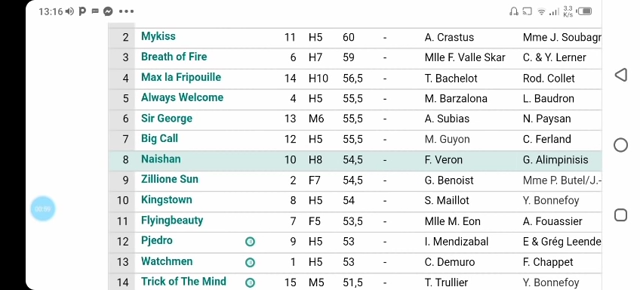 13:16 P ••• 3.3 K/s
2 Mykiss 11 H5 60 - A. Crastus Mme J. Soubagr
3 Breath of Fire 6 H7 59 - Mlle F. Valle Skar C. & Y. Lerner
4 Max la Fripouille 14 H10 56,5 - T. Bachelot Rod. Collet
5 Always Welcome 4 H5 55,5 - M. Barzalona L. Baudron
6 Sir George 13 M6 55,5 - A. Subias N. Paysan
7 Big Call 12 H5 55,5 - M. Guyon C. Ferland
8 Naishan 10 H8 54,5 - F. Veron G. Alimpinisis
9 Zillione Sun 2 F7 54,5 - G. Benoist Mme P. Butel/J.-
10 Kingstown 8 H5 54 - S. Maillot Y. Bonnefoy
11 Flyingbeauty 7 F5 53,5 - Mlle M. Eon A. Fouassier
12 Pjedro 9 H5 53 - I. Mendizabal E & Grég Leende
13 Watchmen 1 H5 53 - C. Demuro F. Chappet
14 Trick of The Mind 15 M5 51,5 - T. Trullier Y. Bonnefoy